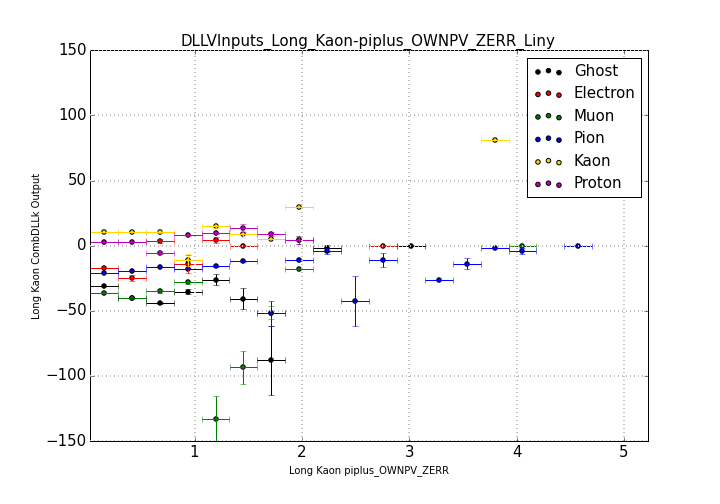 DLLVInputs_Long_Kaon-piplus_OWNPV_ZERR_Liny
150
100
50
0
−50
−100
−150
Long Kaon CombDLLk Output
Ghost
Electron
Muon
Pion
Kaon
Proton
1
2
3
4
5
Long Kaon piplus_OWNPV_ZERR